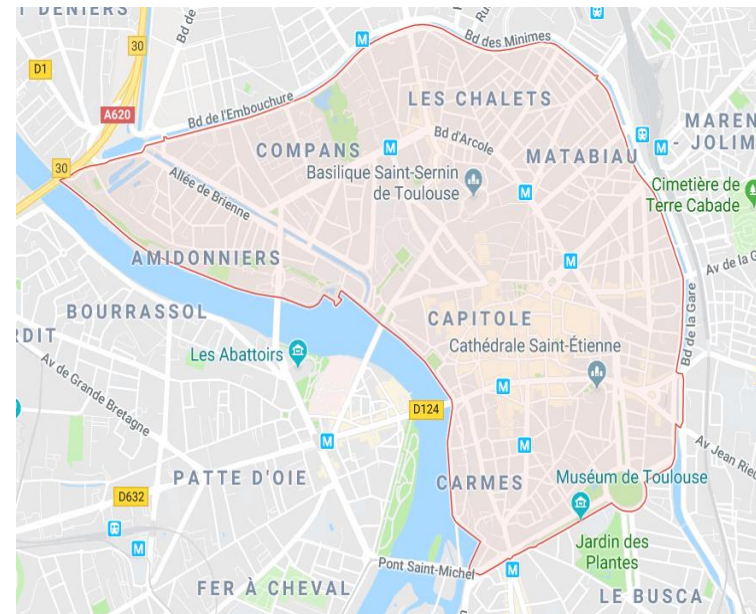 T DENIERS
Bd de
Ru
30
M
Bd des Minimes
D1
A620
Bd de l'Embouchure
LES CHALETS
MAREN
- JOLIM
COMPANS
M
Bd d'Arcole
MATABIAU
M
30
Allée de Brienne
Basilique Saint-Sernin
de Toulouse
M
Cimetière de
Terre Cabade
AMIDONNIERS
M
Av de la G
BOURRASSOL
CAPITOLE
Bd de la Gare
RDIT
Les Abattoirs
Cathédrale Saint-Étienne
Av de Grande Bretagne
M
D124
M
M
Av Jean Rieu
PATTE D'OIE
CARMES
Muséum de Toulouse
D632
M
Jardin des
Plantes
Pont Saint-Michel
M
FER À CHEVAL
LE BUSCA